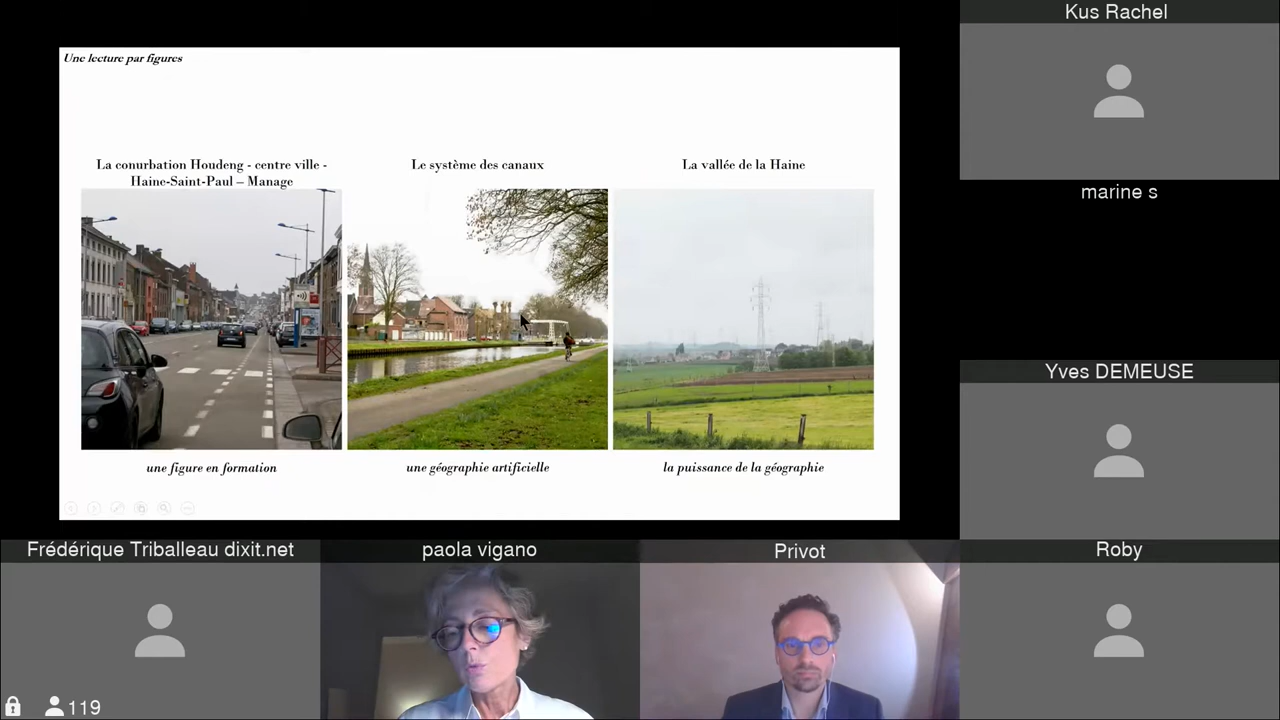 Kus Rachel
Une lecture par figures
La conurbation Houdeng - centre ville -
Haine-Saint-Paul – Manage
Le système des canaux
La vallée de la Haine
marine s
Yves DEMEUSE
une figure en formation
une géographie artificielle
la puissance de la géographie
Frédérique Triballeau dixit.net
paola vigano
Privot
Roby
119